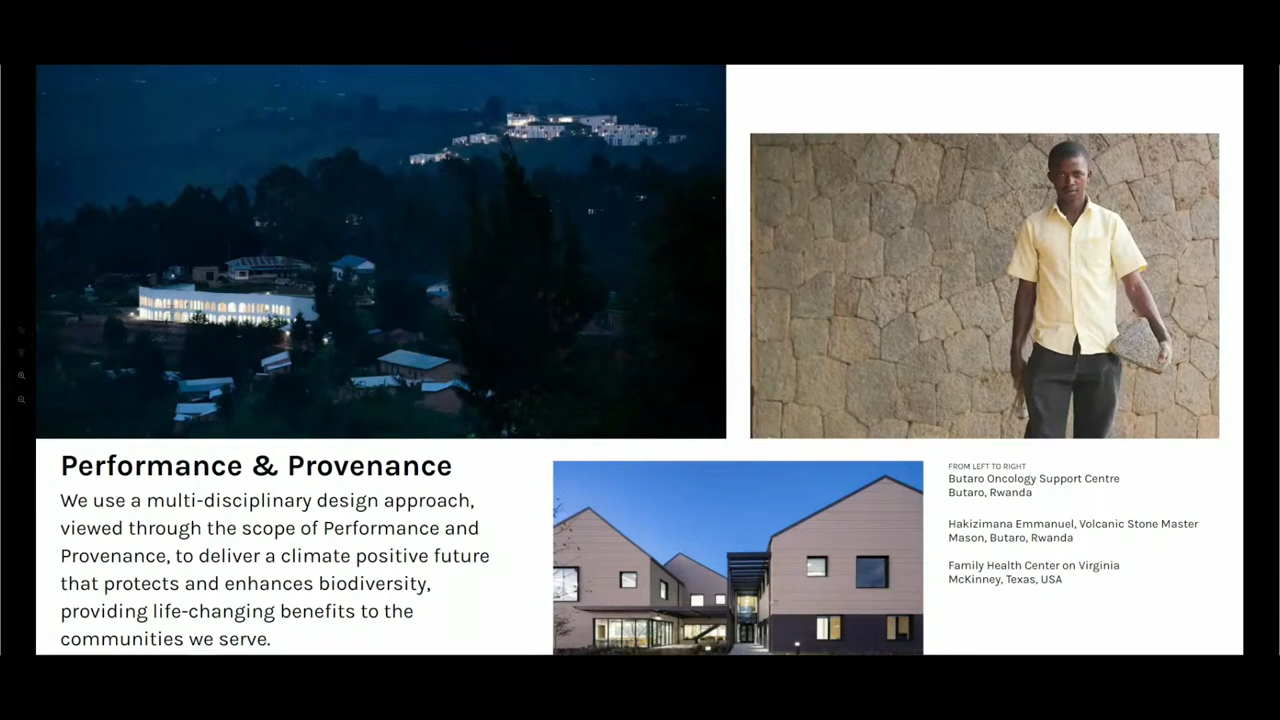 Performance & Provenance
We use a multi-disciplinary design approach,
viewed through the scope of Performance and
Provenance, to deliver a climate positive future
that protects and enhances biodiversity,
providing life-changing benefits to the
communities we serve.
FROM LEFT TO RIGHT
Butaro Oncology Support Centre
Butaro, Rwanda
Hakizimana Emmanuel, Volcanic Stone Master
Mason, Butaro, Rwanda
Family Health Center on Virginia
McKinney, Texas, USA